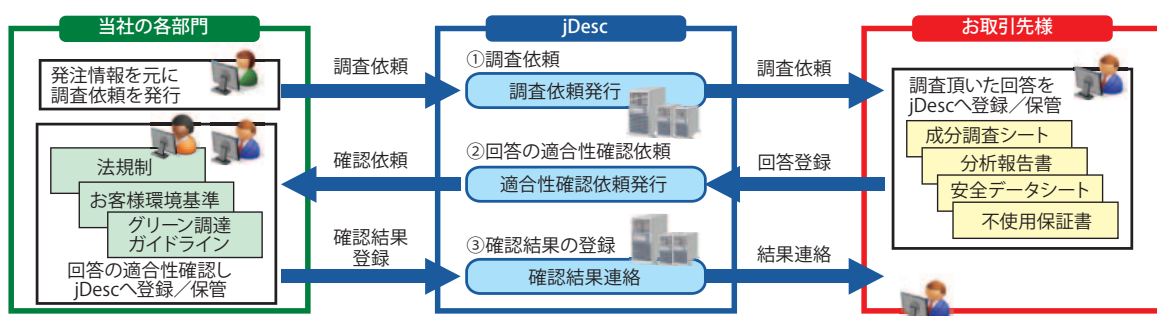 当社の各部門
jDesc
お取引先様
発注情報を元に
調査依頼を発行
調査依頼
①調査依頼
調査依頼発行
調査依頼
調査頂いた回答を
jDescへ登録／保管
成分調査シート
分析報告書
安全データシート
不使用保証書
法規制
お客様環境基準
グリーン調達
ガイドライン
回答の適合性確認し
jDescへ登録／保管
確認依頼
②回答の適合性確認依頼
適合性確認依頼発行
回答登録
確認結果
登録
③確認結果の登録
確認結果連絡
結果連絡